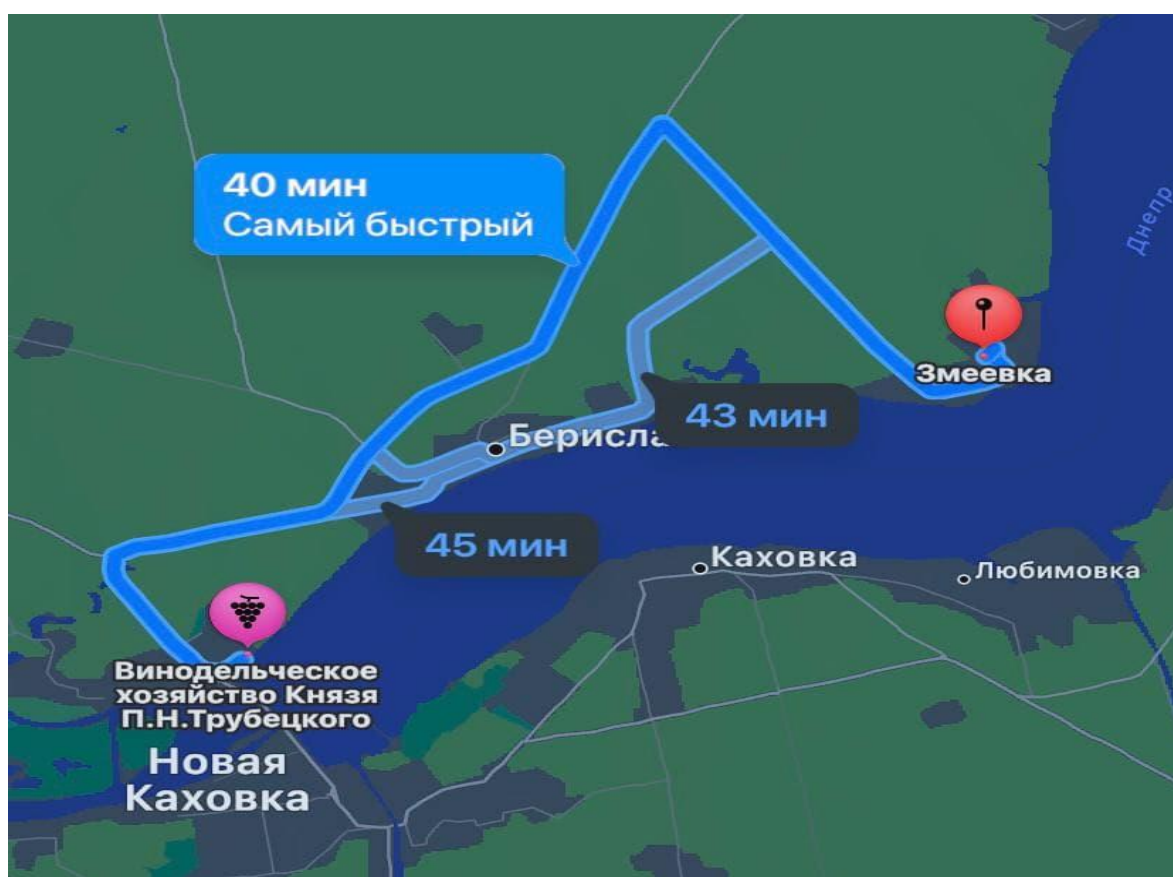 40 мин
Самый быстрый
Днепр
Змеевка
43 мин
Берисла
45 мин
Каховка
Любимовка
Винодельческое
хозяйство Князя
П.Н.Трубецкого
Новая
Каховка